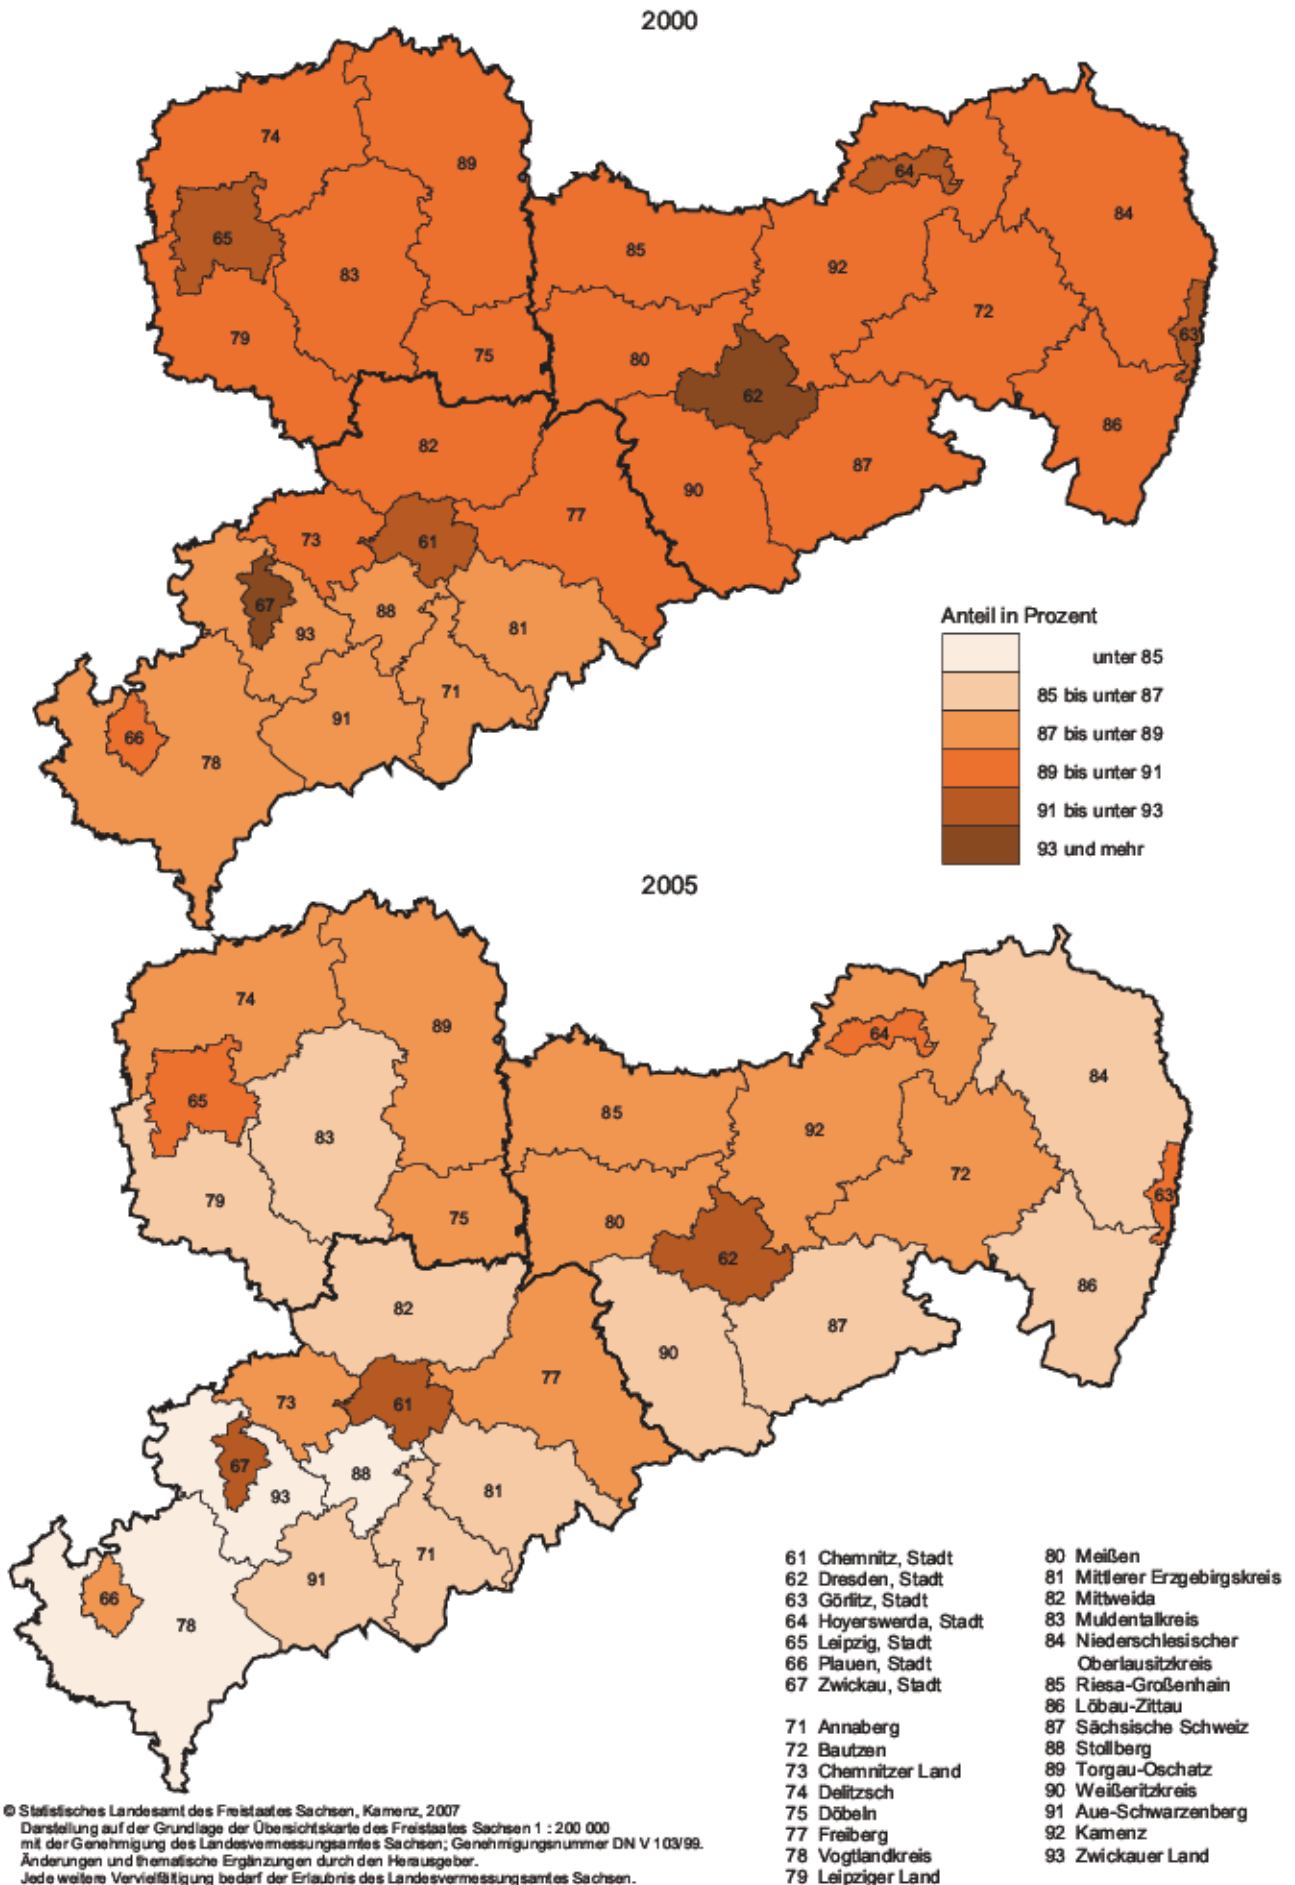 2000
74
89
64
84
65
85
83
92
72
79
63
75
80
62
86
82
87
90
77
73
61
67
88
93
81
71
91
66
78
Anteil in Prozent
unter 85
85 bis unter 87
87 bis unter 89
89 bis unter 91
91 bis unter 93
93 und mehr
2005
74
89
64
84
65
85
83
92
72
79
63
75
80
62
86
82
87
90
77
73
61
67
88
93
81
71
91
66
78
61 Chemnitz, Stadt
62 Dresden, Stadt
63 Görlitz, Stadt
64 Hoyerswerda, Stadt
65 Leipzig, Stadt
66 Plauen, Stadt
67 Zwickau, Stadt
71 Annaberg
72 Bautzen
73 Chemnitzer Land
74 Delitzsch
75 Döbeln
77 Freiberg
78 Vogtlandkreis
79 Leipziger Land
80 Meißen
81 Mittlerer Erzgebirgskreis
82 Mittweida
83 Muldentalkreis
84 Niederschlesischer
Oberlausitzkreis
85 Riesa-Großenhain
86 Löbau-Zittau
87 Sächsische Schweiz
88 Stollberg
89 Torgau-Oschatz
90 Weißeritzkreis
91 Aue-Schwarzenberg
92 Kamenz
93 Zwickauer Land
© Statistisches Landesamt des Freistaates Sachsen, Kamenz, 2007
Darstellung auf der Grundlage der Übersichtskarte des Freistaates Sachsen 1 : 200 000
mit der Genehmigung des Landesvermessungsamtes Sachsen; Genehmigungsnummer DN V 103/99.
Änderungen und thematische Ergänzungen durch den Herausgeber.
Jede weitere Vervielfältigung bedarf der Erlaubnis des Landesvermessungsamtes Sachsen.